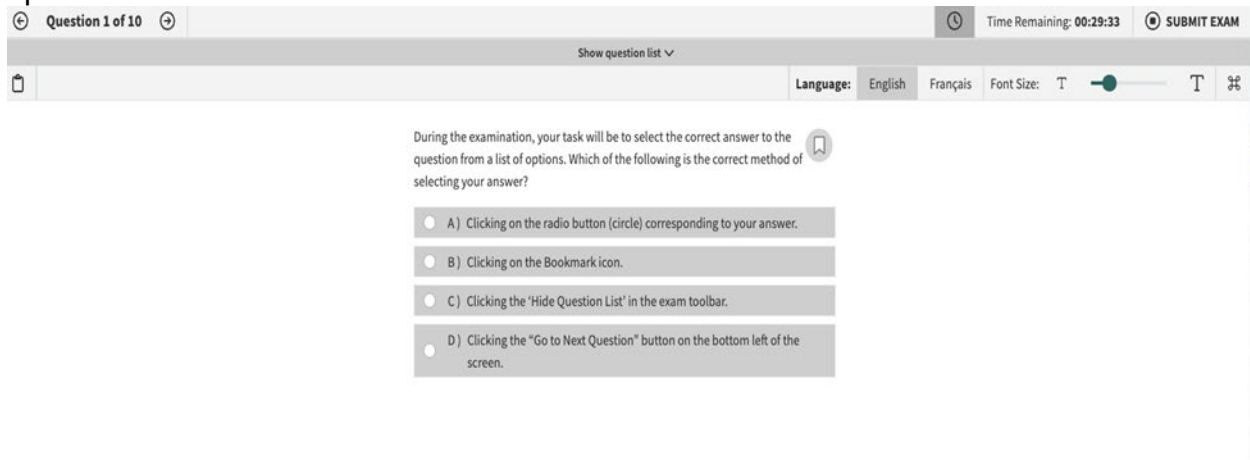 Question 1 of 10
Time Remaining: 00:29:33
SUBMIT EXAM
Show question list
Language: English Français Font Size: T T
During the examination, your task will be to select the correct answer to the
question from a list of options. Which of the following is the correct method of
selecting your answer?
A) Clicking on the radio button (circle) corresponding to your answer.
B) Clicking on the Bookmark icon.
C) Clicking the ‘Hide Question List’ in the exam toolbar.
D) Clicking the “Go to Next Question” button on the bottom left of the
screen.